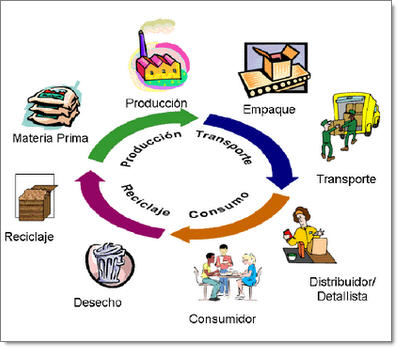 Producción
Empaque
Materia Prima
Transporte
Reciclaje
Distribuidor/
Detallista
Desecho
Consumidor
Producción
Transporte
Reciclaje
Consumo